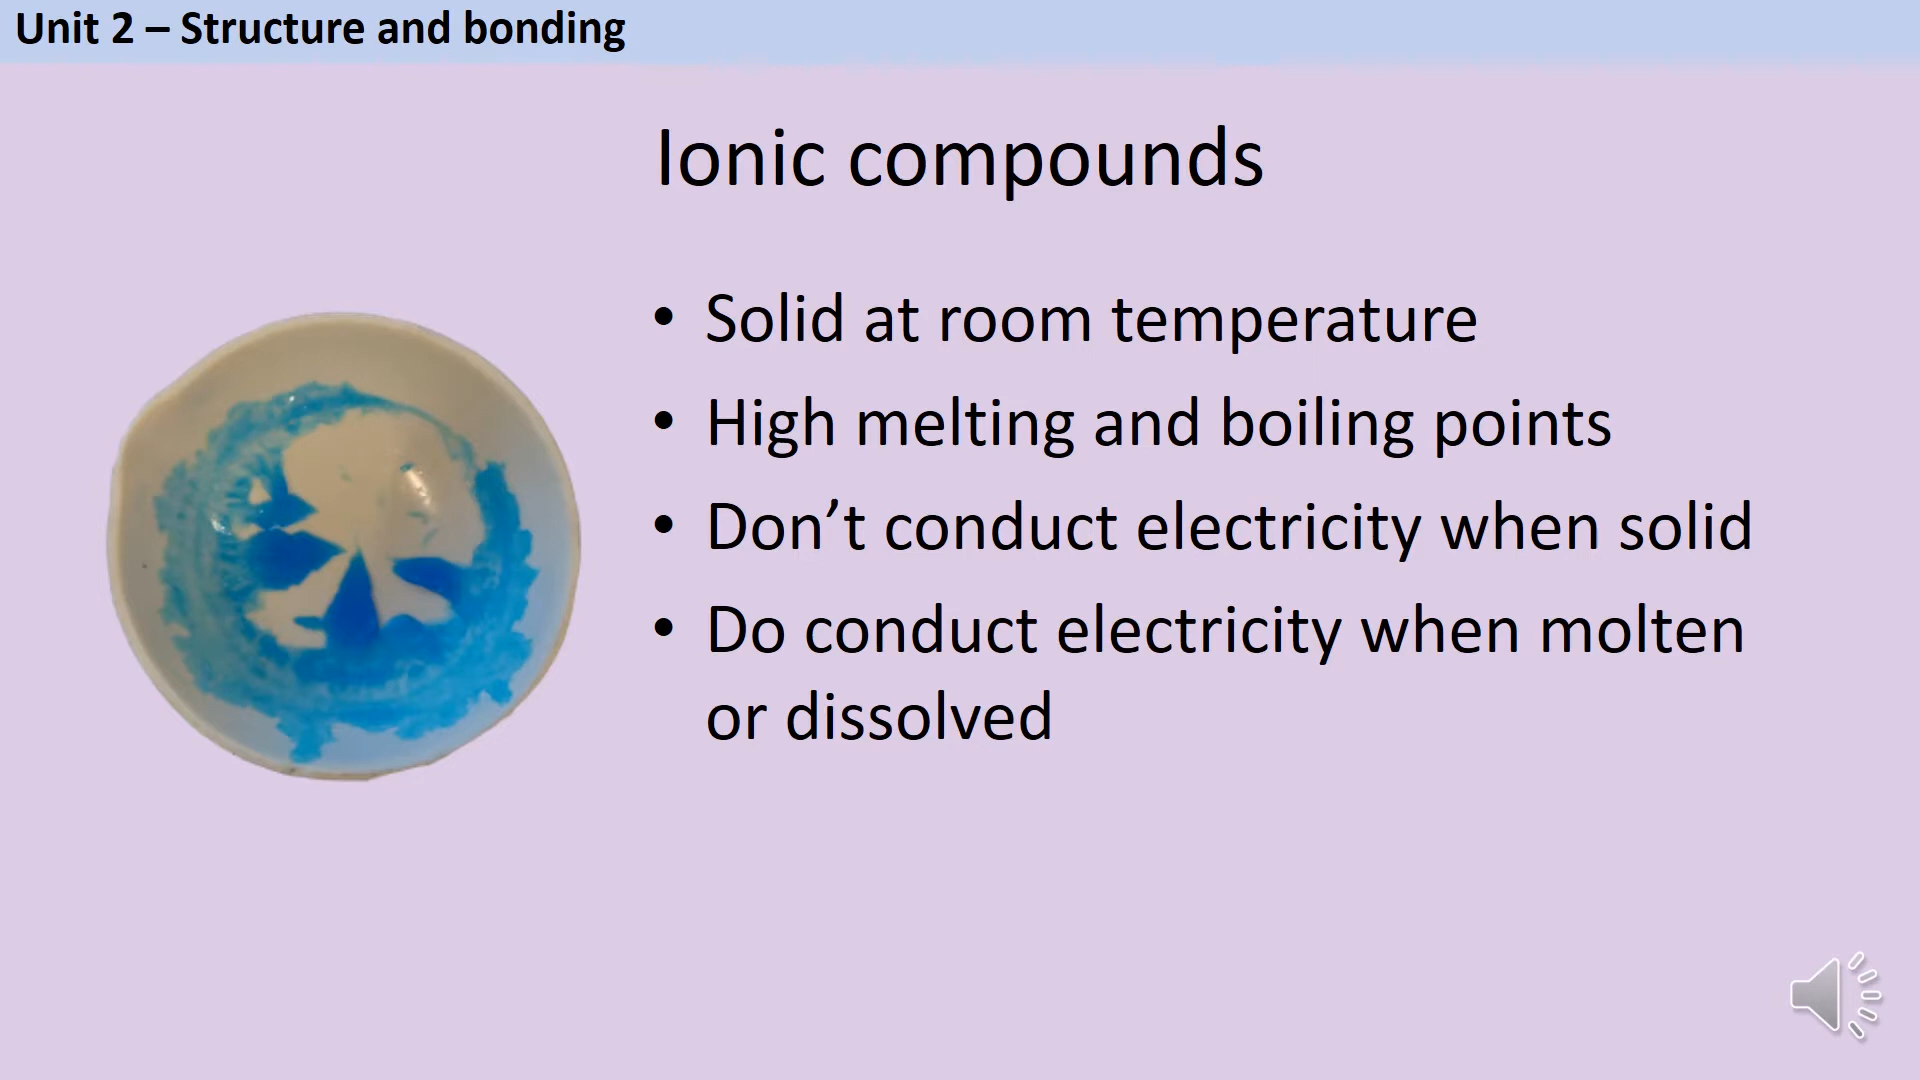 Unit 2 – Structure and bonding
Ionic compounds
• Solid at room temperature
• High melting and boiling points
• Don’t conduct electricity when solid
• Do conduct electricity when molten
or dissolved